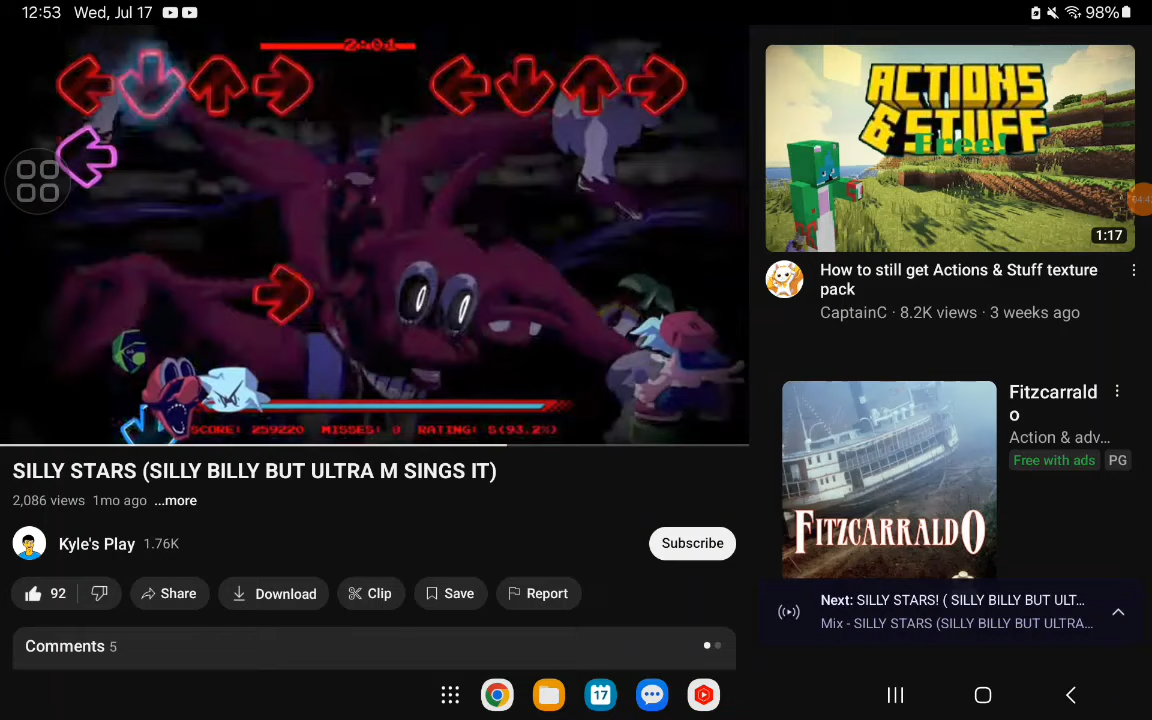 12:53 Wed, Jul 17
98%
2:01
SCORE: 259220 MISSES: 0 RATING: S(93.2%)
SILLY STARS (SILLY BILLY BUT ULTRA M SINGS IT)
2,086 views 1mo ago ...more
Kyle's Play 1.76K
Subscribe
92
Share
Download
Clip
Save
Report
Comments 5
ACTIONS
& STUFF
Free!
1:17
How to still get Actions & Stuff texture
pack
CaptainC · 8.2K views · 3 weeks ago
FITZCARRALDO
Fitzcarrald
o
Action & adv...
Free with ads PG
Next: SILLY STARS! ( SILLY BILLY BUT ULT...
Mix - SILLY STARS (SILLY BILLY BUT ULTRA...
17